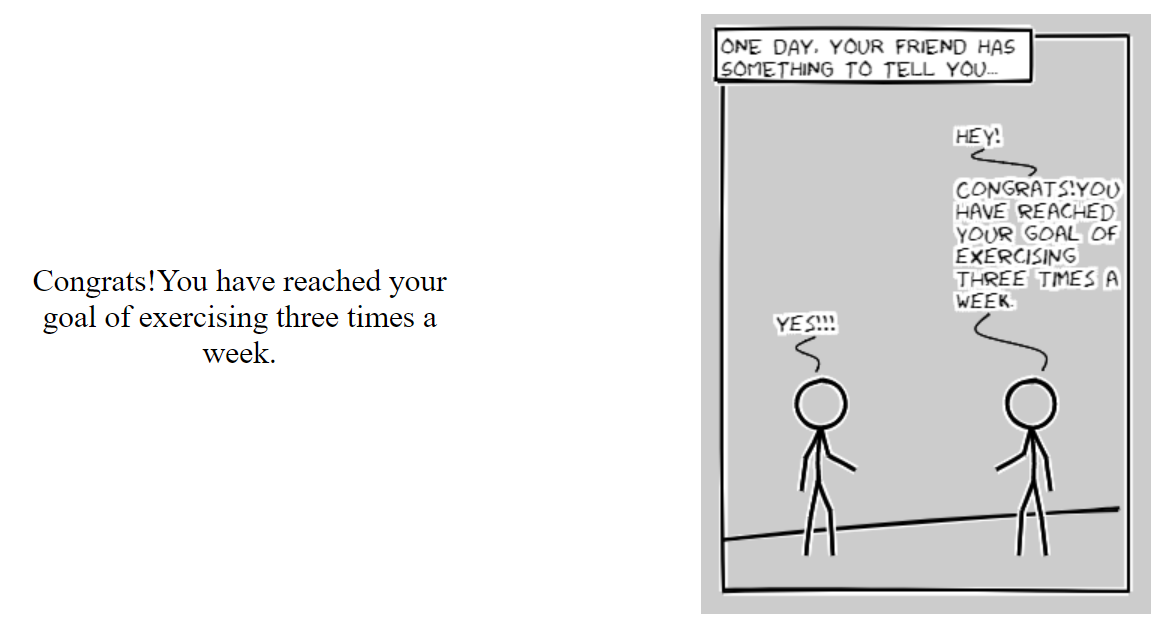 Congrats!You have reached your
goal of exercising three times a
week.
ONE DAY, YOUR FRIEND HAS
SOMETHING TO TELL YOU...
HEY!
CONGRATS!YOU
HAVE REACHED
YOUR GOAL OF
EXERCISING
THREE TIMES A
WEEK.
YES!!!